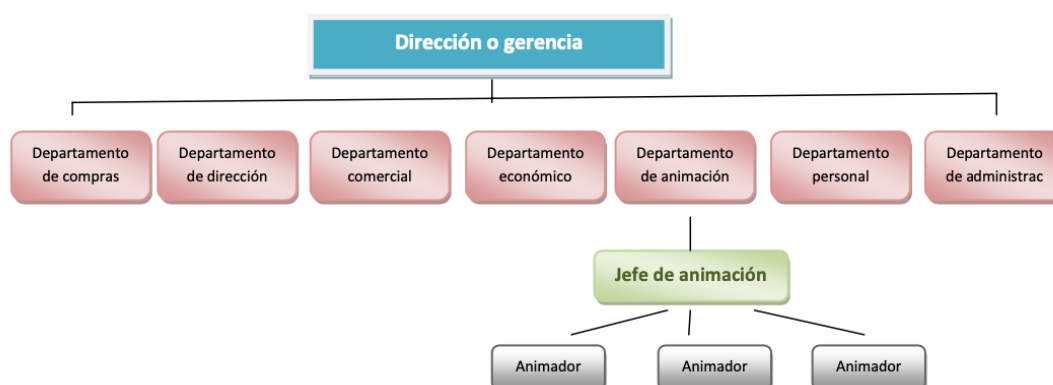 Dirección o gerencia
Departamento
de compras
Departamento
de dirección
Departamento
comercial
Departamento
económico
Departamento
de animación
Departamento
personal
Departamento
de administrac
Jefe de animación
Animador
Animador
Animador